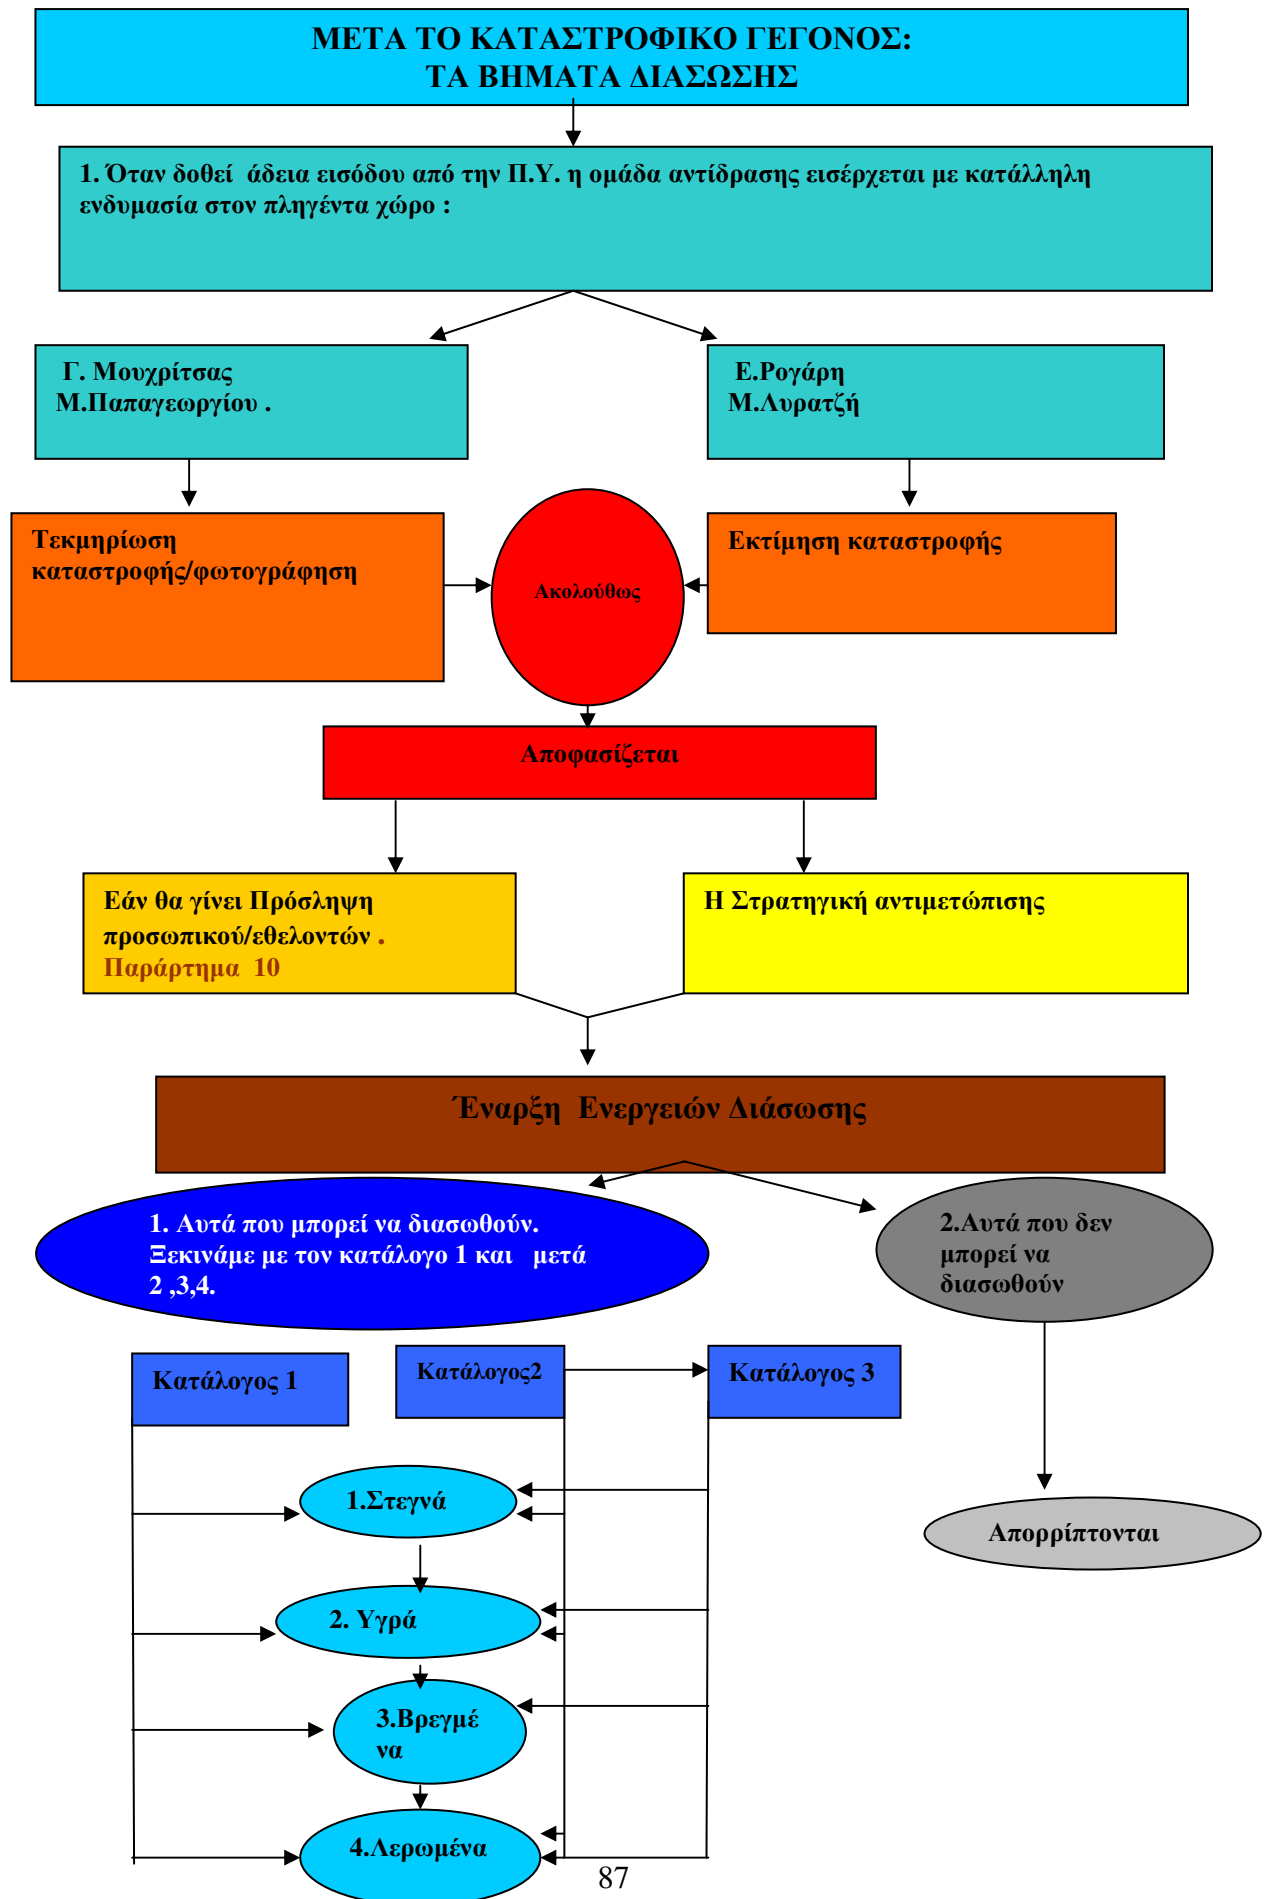 ΜΕΤΑ ΤΟ ΚΑΤΑΣΤΡΟΦΙΚΟ ΓΕΓΟΝΟΣ:
ΤΑ ΒΗΜΑΤΑ ΔΙΑΣΩΣΗΣ
1. Όταν δοθεί άδεια εισόδου από την Π.Υ. η ομάδα αντίδρασης εισέρχεται με κατάλληλη
ενδυμασία στον πληγέντα χώρο :
Γ. Μουχρίτσας
Μ.Παπαγεωργίου .
Ε.Ρογάρη
Μ.Λυρατζή
Τεκμηρίωση
καταστροφής/φωτογράφηση
Ακολούθως
Εκτίμηση καταστροφής
Αποφασίζεται
Εάν θα γίνει Πρόσληψη
προσωπικού/εθελοντών .
Παράρτημα 10
Η Στρατηγική αντιμετώπισης
Έναρξη Ενεργειών Διάσωσης
1. Αυτά που μπορεί να διασωθούν.
Ξεκινάμε με τον κατάλογο 1 και μετά
2 ,3,4.
2.Αυτά που δεν
μπορεί να
διασωθούν
Κατάλογος 1
Κατάλογος2
Κατάλογος 3
1.Στεγνά
Απορρίπτονται
2. Υγρά
3.Βρεγμέ
να
4.Λερωμένα
87